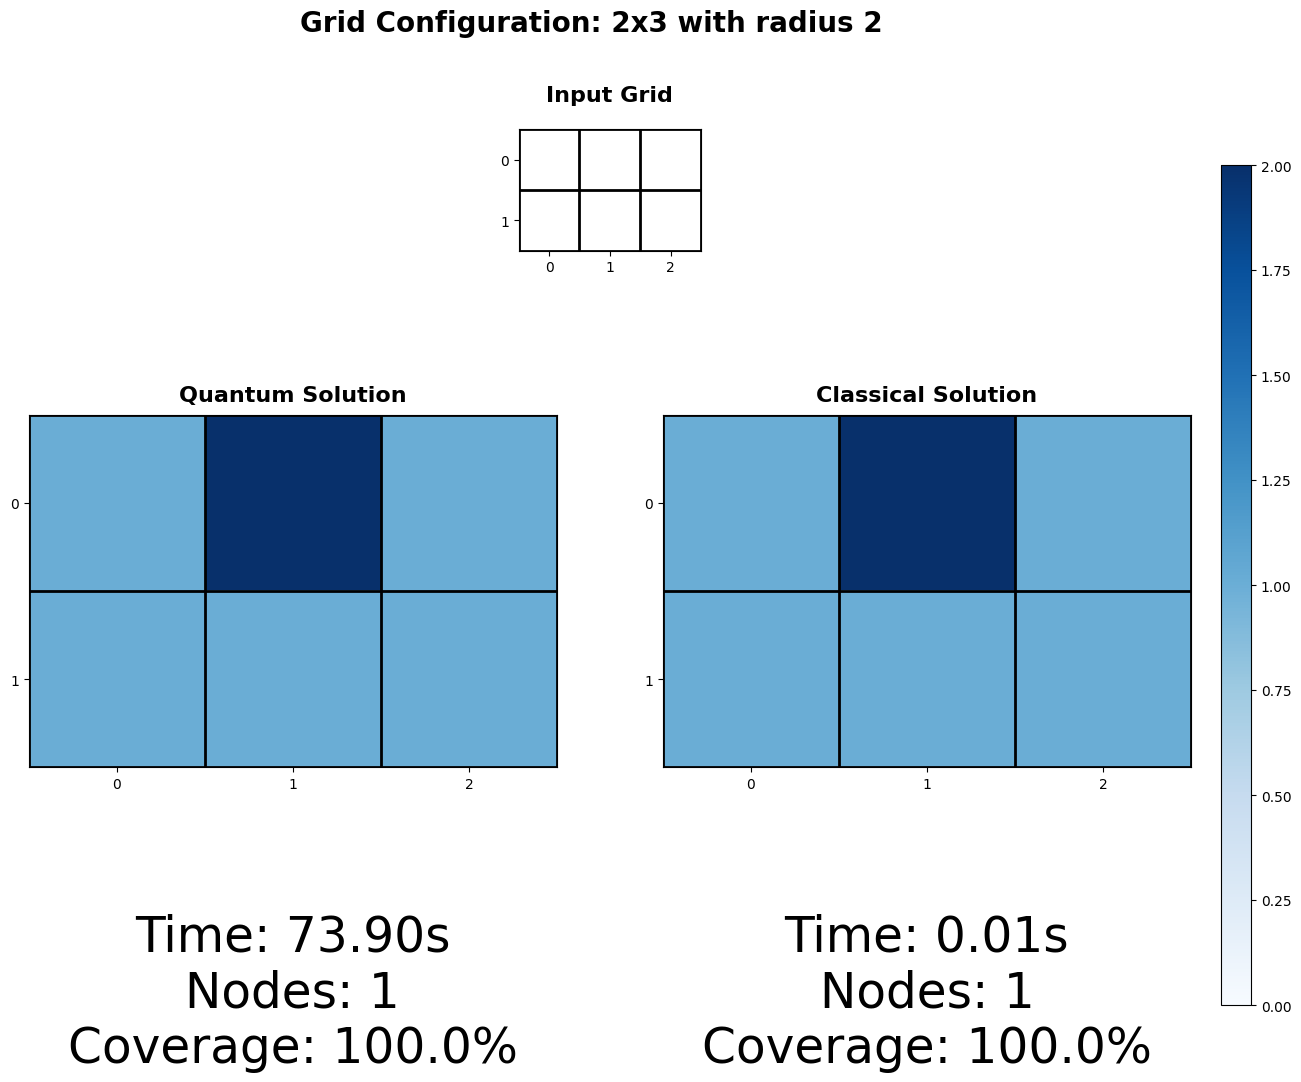 Grid Configuration: 2x3 with radius 2
Input Grid
0
1
0 1 2
Quantum Solution
0
1
0 1 2
Classical Solution
0
1
0 1 2
2.00
1.75
1.50
1.25
1.00
0.75
0.50
0.25
0.00
Time: 73.90s
Nodes: 1
Coverage: 100.0%
Time: 0.01s
Nodes: 1
Coverage: 100.0%